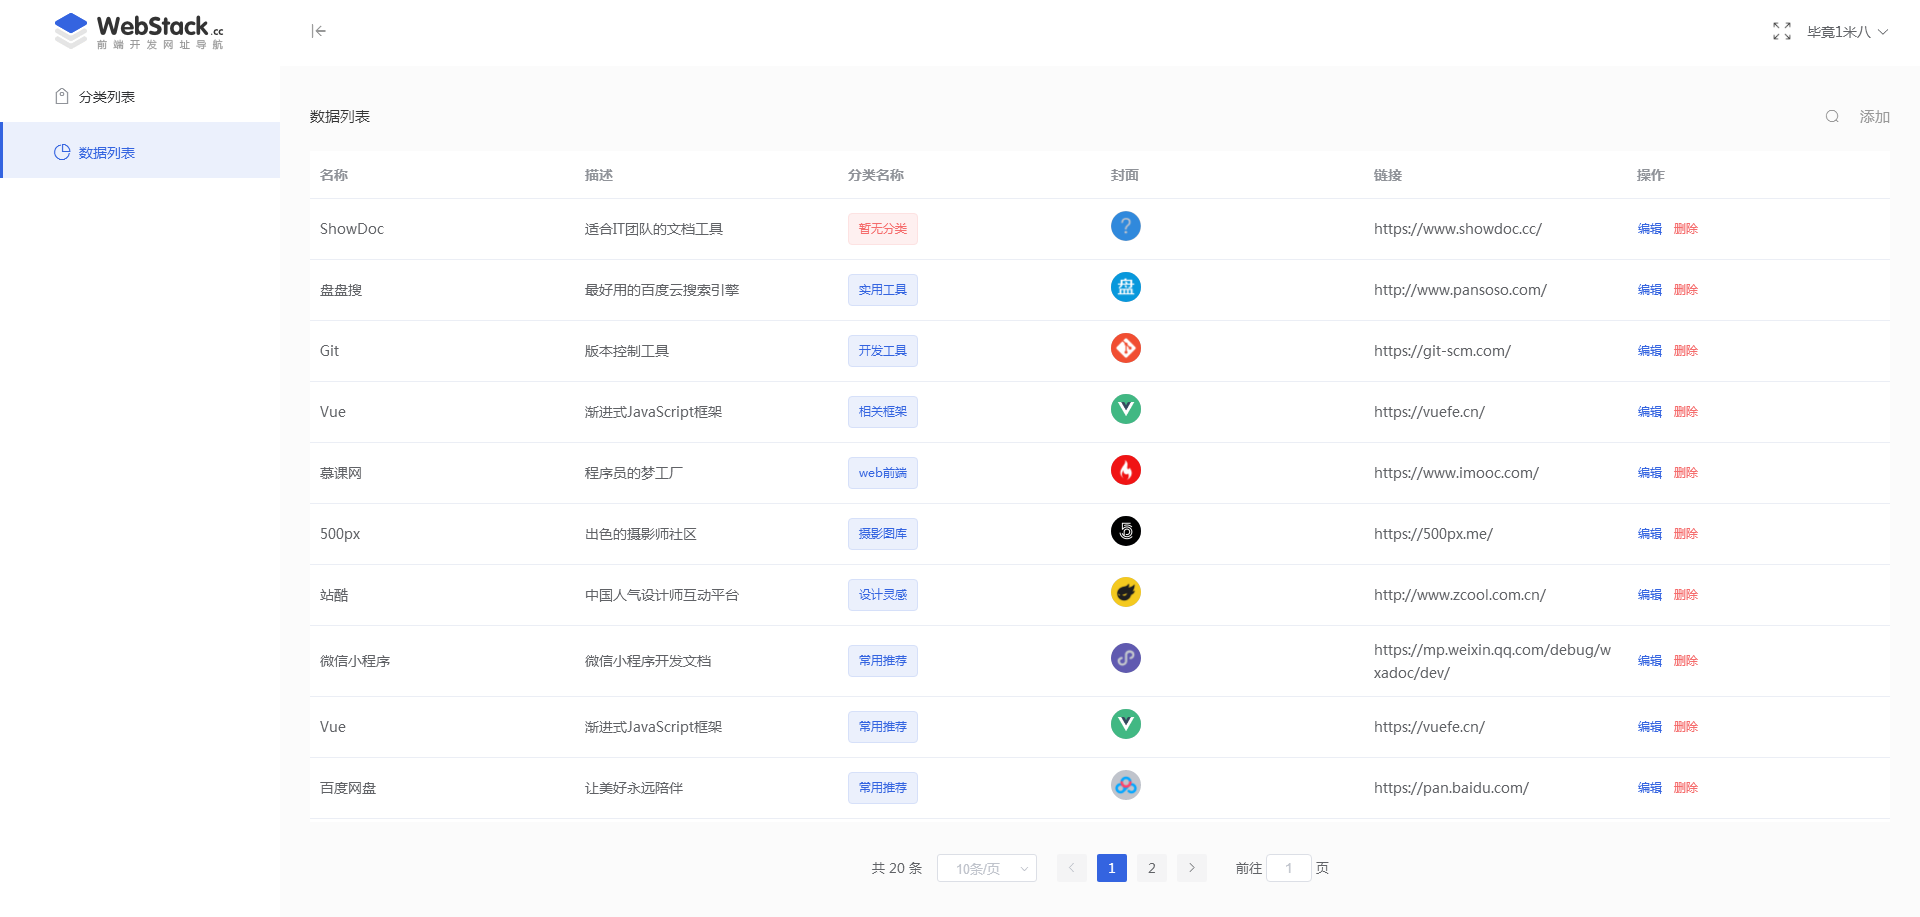 WebStack.cc
前端开发网址导航
毕竟1米八
分类列表
数据列表
数据列表
添加
名称 描述 分类名称 封面 链接 操作
ShowDoc 适合IT团队的文档工具 暂无分类 ? https://www.showdoc.cc/ 编辑 删除
盘盘搜 最好用的百度云搜索引擎 实用工具 盘 http://www.pansoso.com/ 编辑 删除
Git 版本控制工具 开发工具 https://git-scm.com/ 编辑 删除
Vue 渐进式JavaScript框架 相关框架 https://vuefe.cn/ 编辑 删除
慕课网 程序员的梦工厂 web前端 https://www.imooc.com/ 编辑 删除
500px 出色的摄影师社区 摄影图库 5 https://500px.me/ 编辑 删除
站酷 中国人气设计师互动平台 设计灵感 http://www.zcool.com.cn/ 编辑 删除
微信小程序 微信小程序开发文档 常用推荐 https://mp.weixin.qq.com/debug/w 编辑 删除
xadoc/dev/
Vue 渐进式JavaScript框架 常用推荐 https://vuefe.cn/ 编辑 删除
百度网盘 让美好永远陪伴 常用推荐 https://pan.baidu.com/ 编辑 删除
共 20 条 10条/页 1 2 前往 1 页